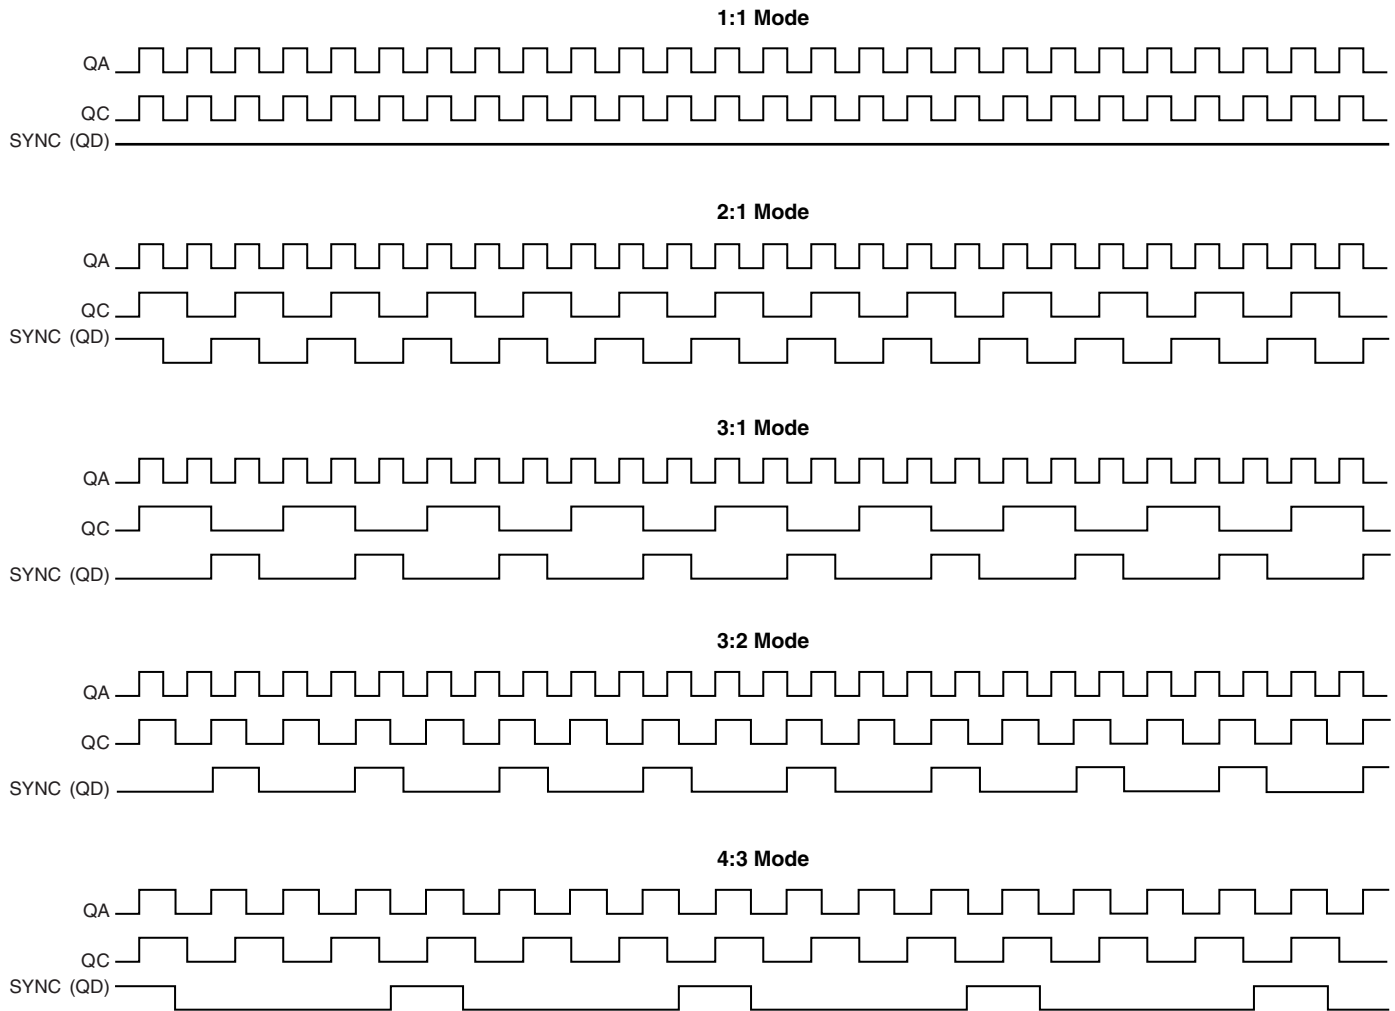 1:1 Mode
QA
QC
SYNC (QD)
2:1 Mode
QA
QC
SYNC (QD)
3:1 Mode
QA
QC
SYNC (QD)
3:2 Mode
QA
QC
SYNC (QD)
4:3 Mode
QA
QC
SYNC (QD)